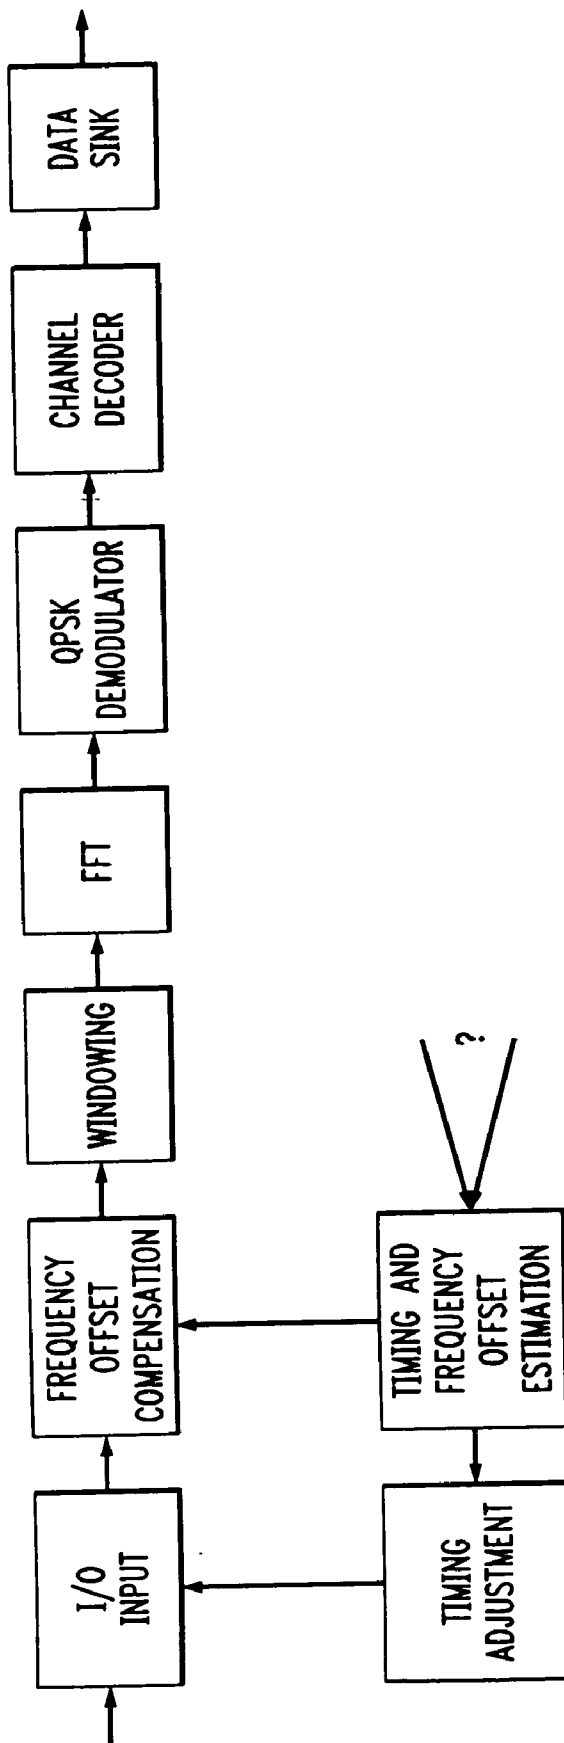 I/O
INPUT
FREQUENCY
OFFSET
COMPENSATION
WINDOWING
FFT
QPSK
DEMODULATOR
CHANNEL
DECODER
DATA
SINK
TIMING
ADJUSTMENT
TIMING AND
FREQUENCY
OFFSET
ESTIMATION
?